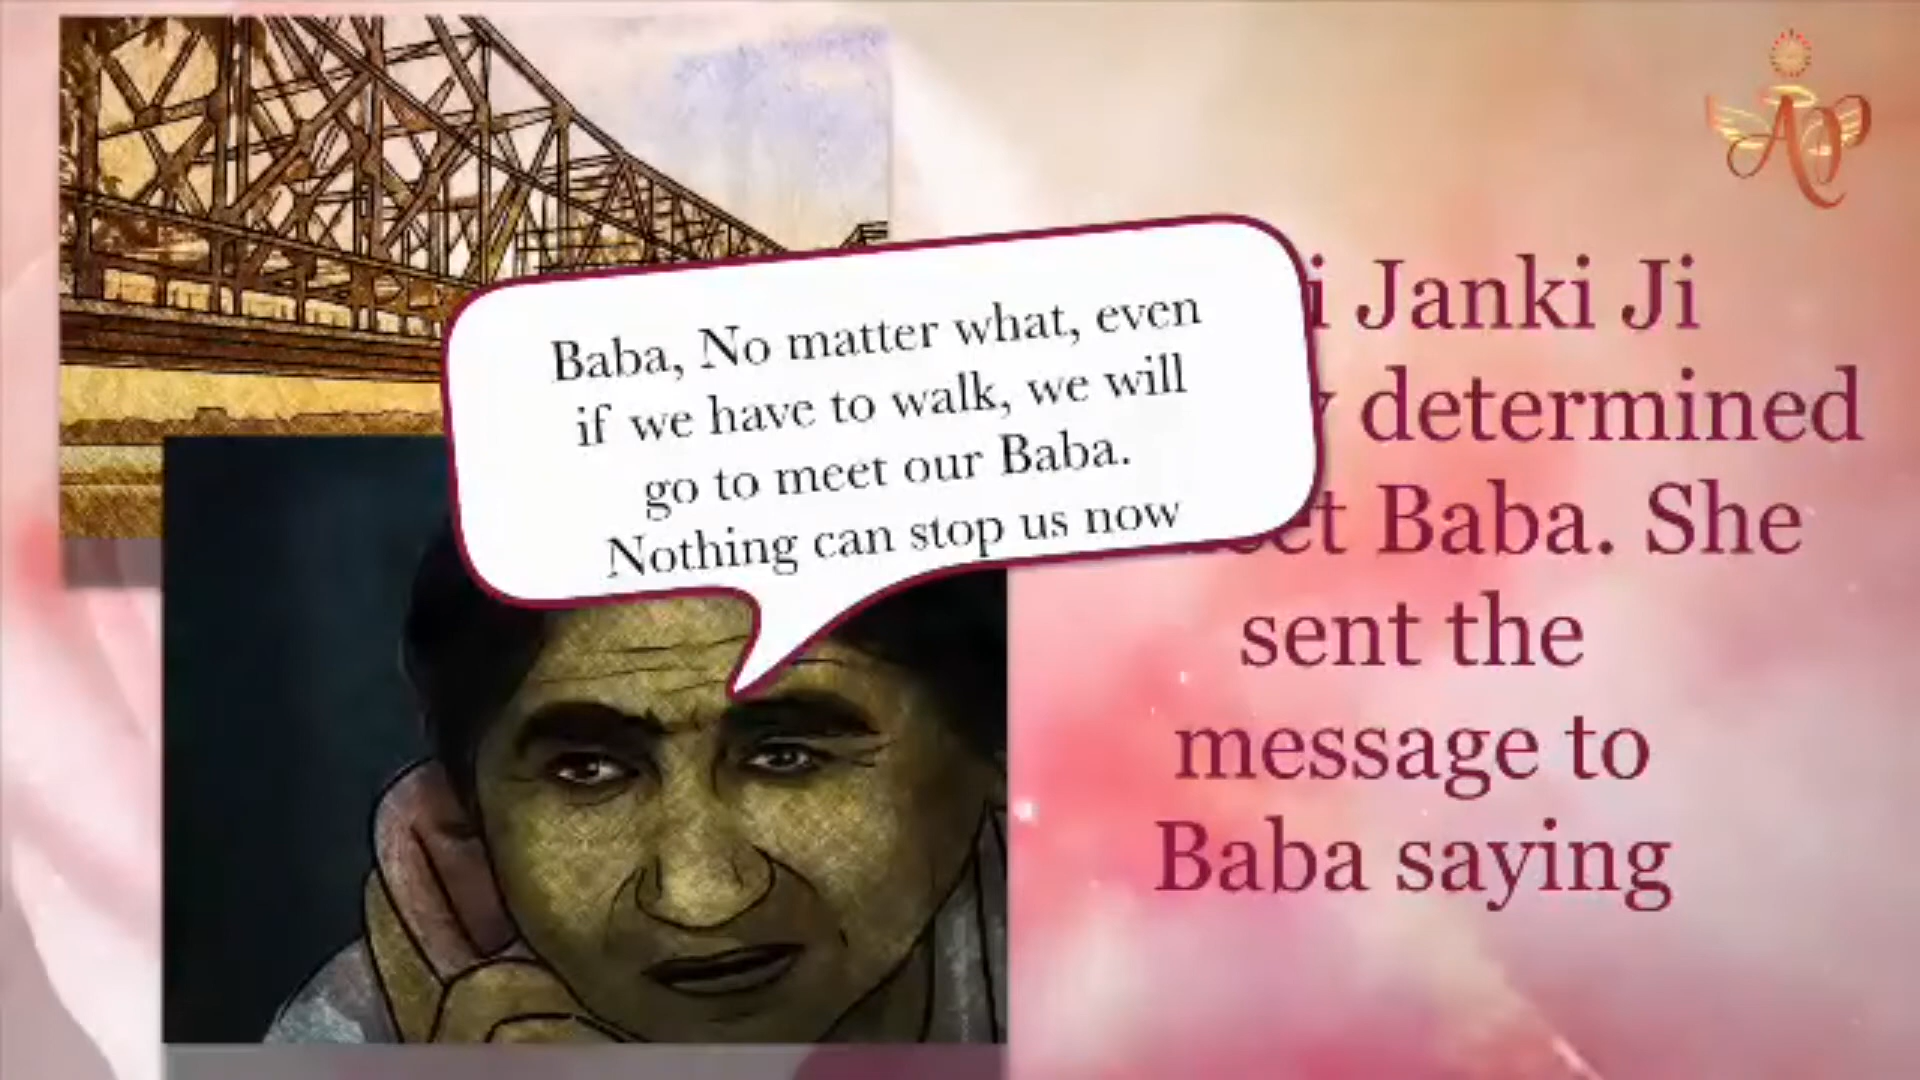 Baba, No matter what, even
if we have to walk, we will
go to meet our Baba.
Nothing can stop us now
Janki Ji
determined
Baba. She
sent the
message to
Baba saying